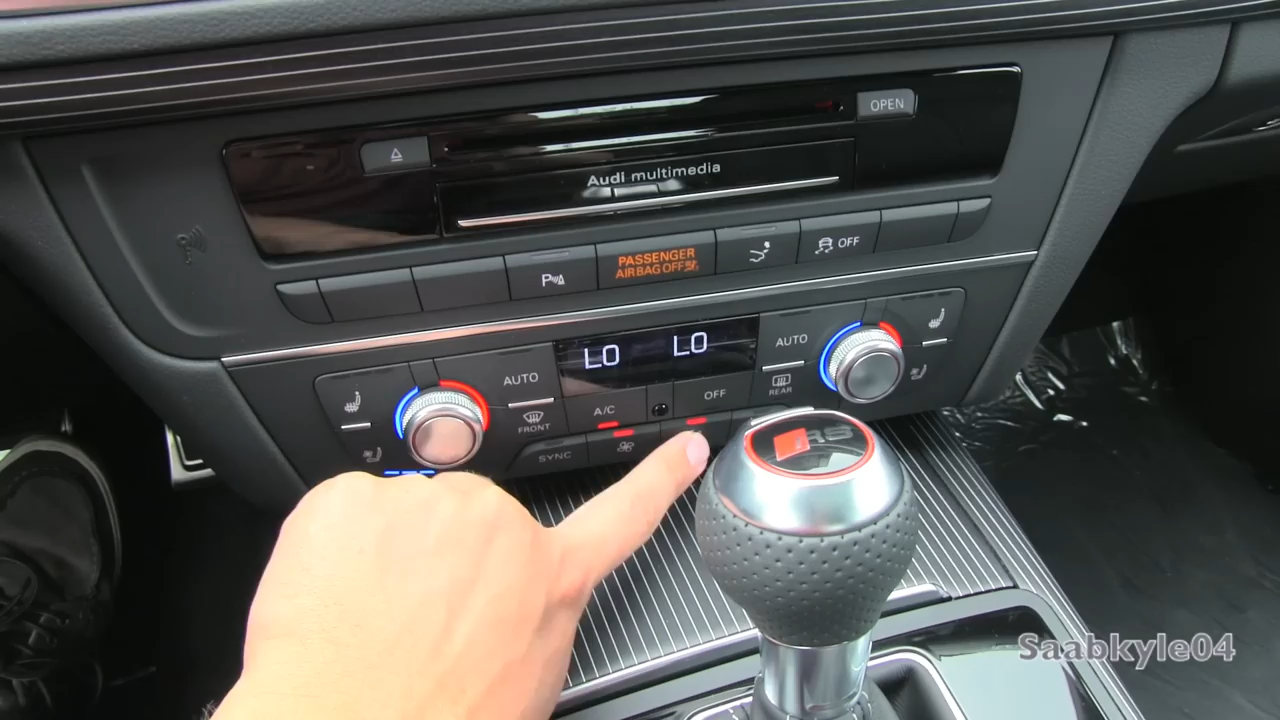 OPEN
Audi multimedia
P
PASSENGER
AIRBAG OFF
OFF
LO LO
AUTO
AUTO
OFF
REAR
A/C
FRONT
SYNC
RS
Saabkyle04